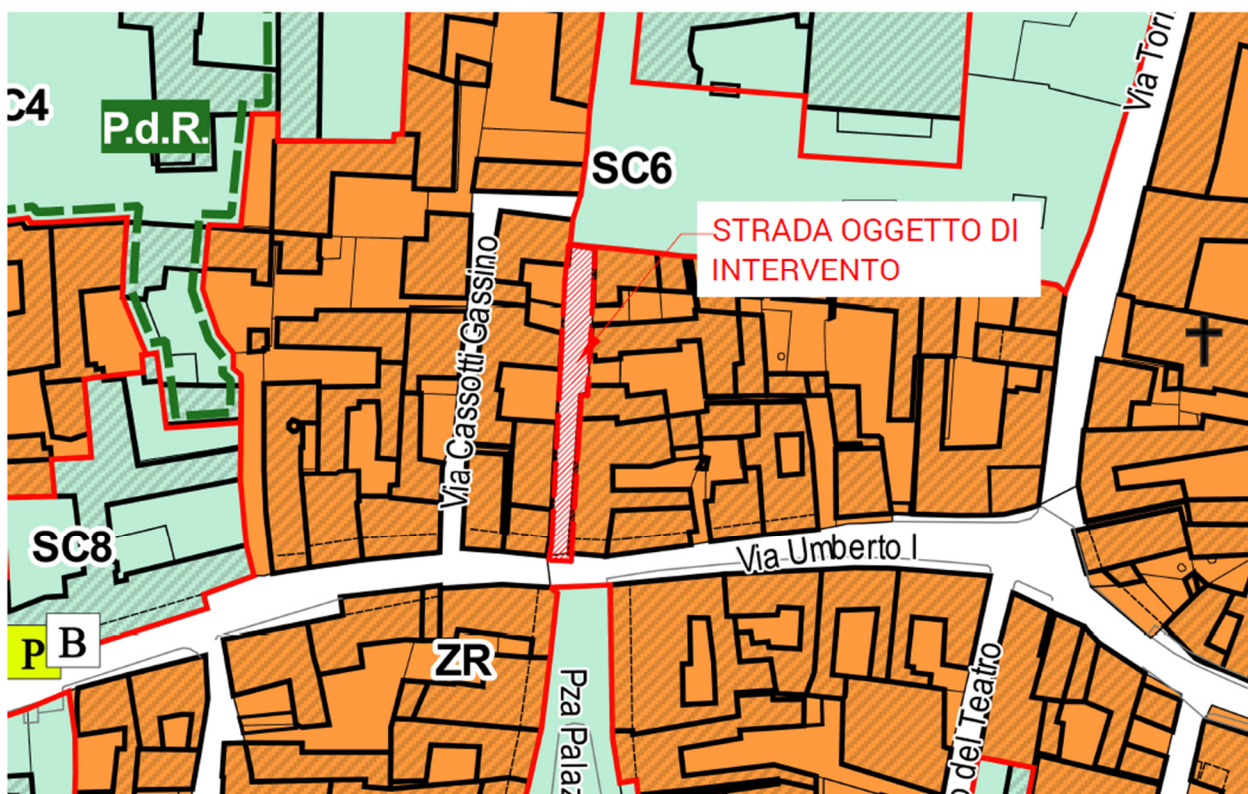 C4
P.d.R.
SC6
Via Tori
STRADA OGGETTO DI
INTERVENTO
Via Cassotti Gassino
SC8
Via Umberto I
P
B
ZR
Pza Palaz
o del Teatro